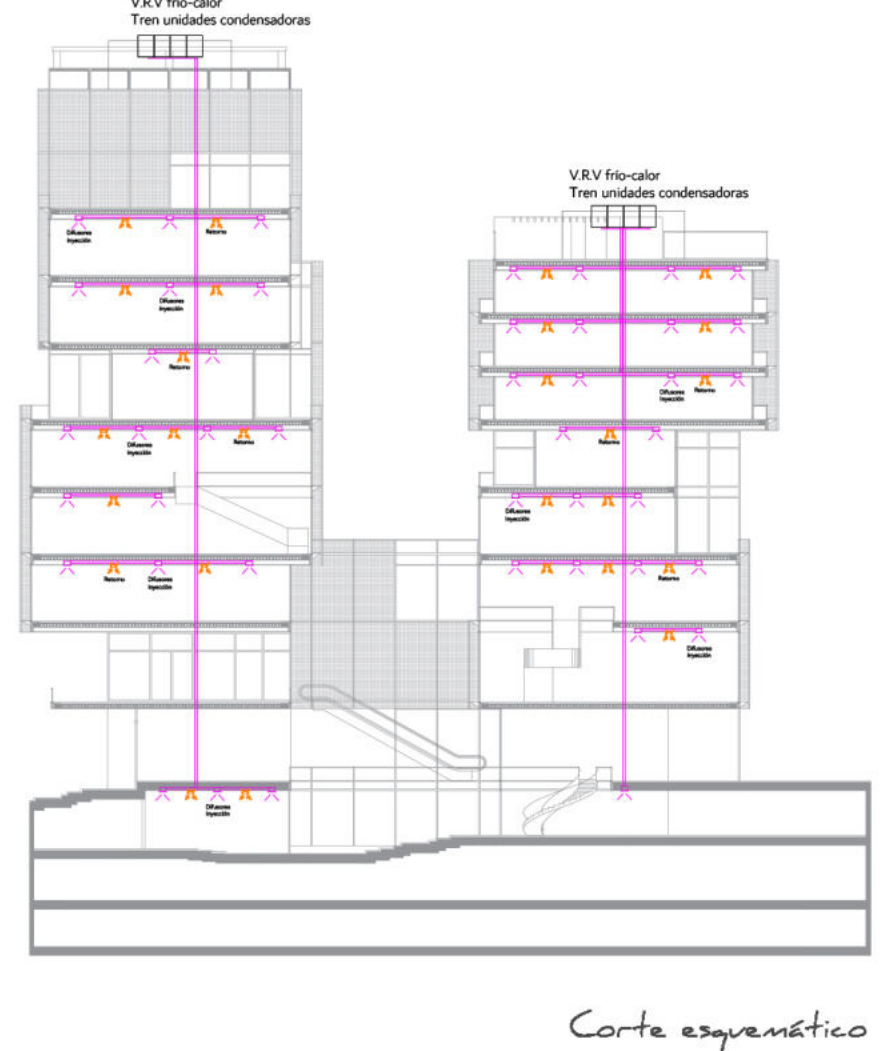 V.R.V frío-calor
Tren unidades condensadoras
V.R.V frío-calor
Tren unidades condensadoras
Difusores
Inyección
Retorno
Difusores
Inyección
Retorno
Difusores
Inyección
Retorno
Difusores
Inyección
Retorno
Retorno
Difusores
Inyección
Retorno
Difusores
Inyección
Retorno
Difusores
Inyección
Difusores
Inyección
Corte esquemático